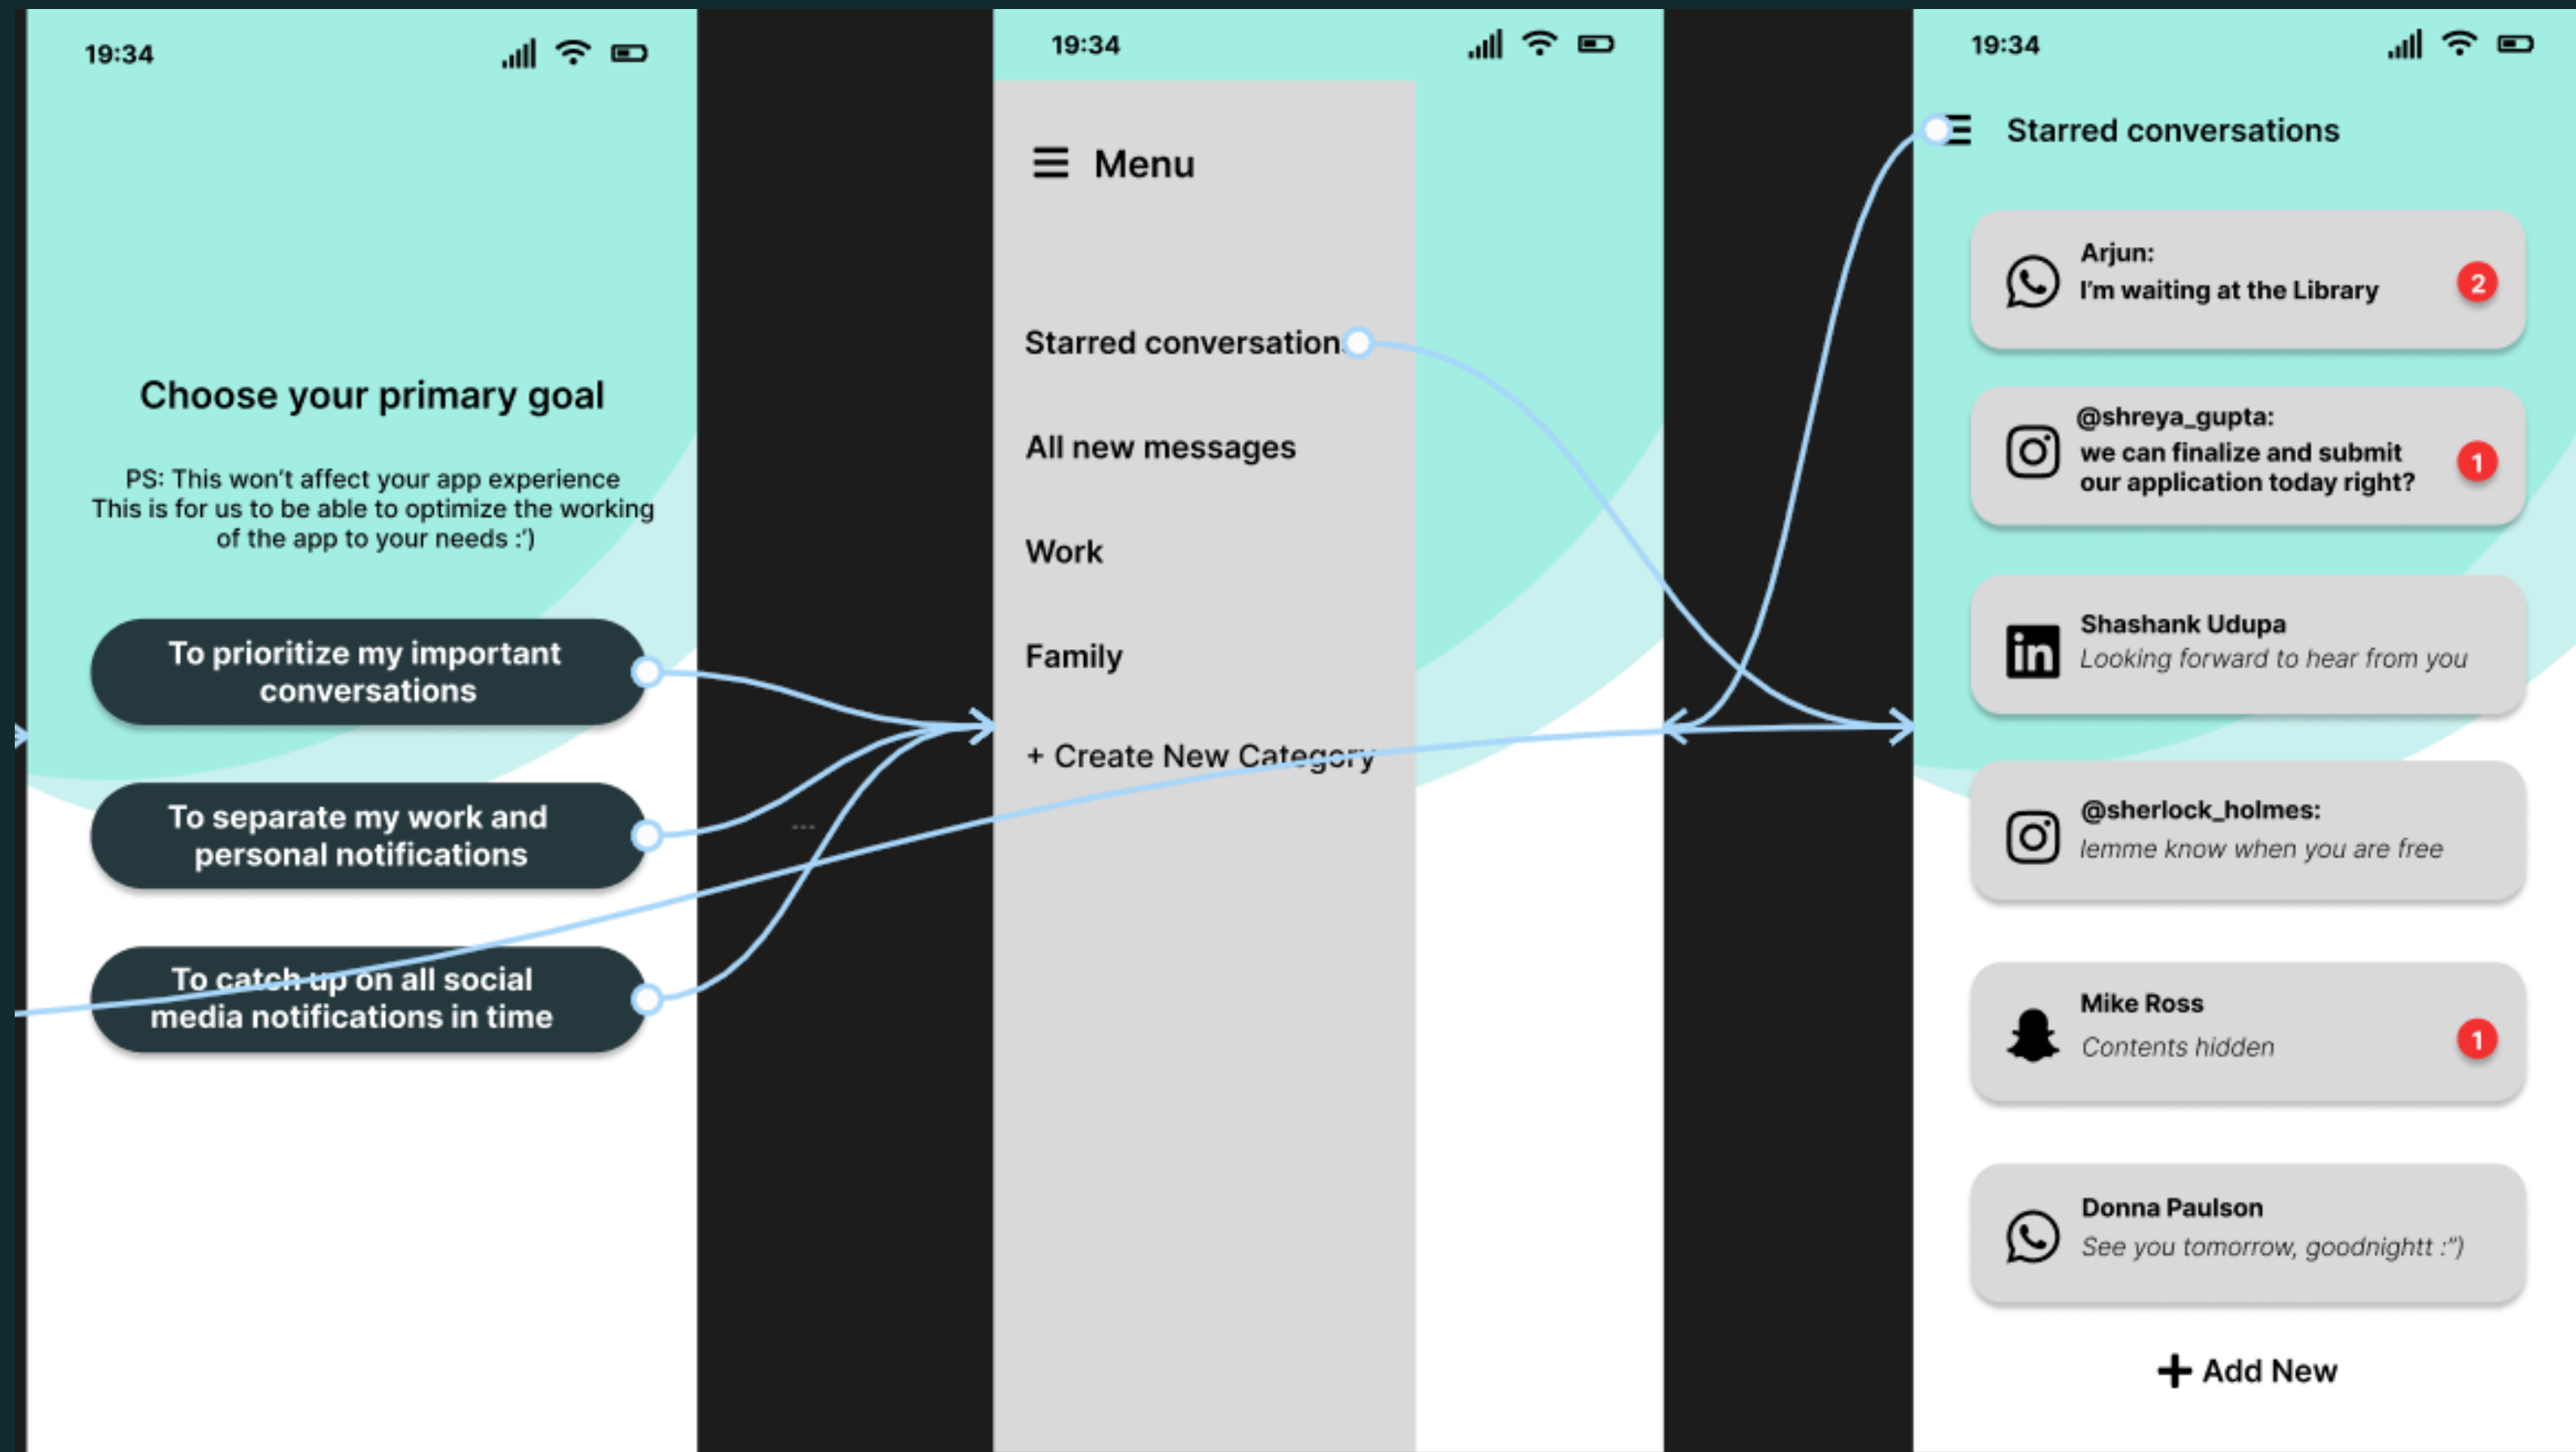 19:34
Choose your primary goal
PS: This won't affect your app experience
This is for us to be able to optimize the working
of the app to your needs :')
To prioritize my important
conversations
To separate my work and
personal notifications
To catch up on all social
media notifications in time
19:34
Menu
Starred conversation
All new messages
Work
Family
+ Create New Category
19:34
Starred conversations
Arjun:
I'm waiting at the Library
2
@shreya_gupta:
we can finalize and submit
our application today right?
1
Shashank Udupa
Looking forward to hear from you
@sherlock_holmes:
lemme know when you are free
Mike Ross
Contents hidden
1
Donna Paulson
See you tomorrow, goodnightt :")
+ Add New